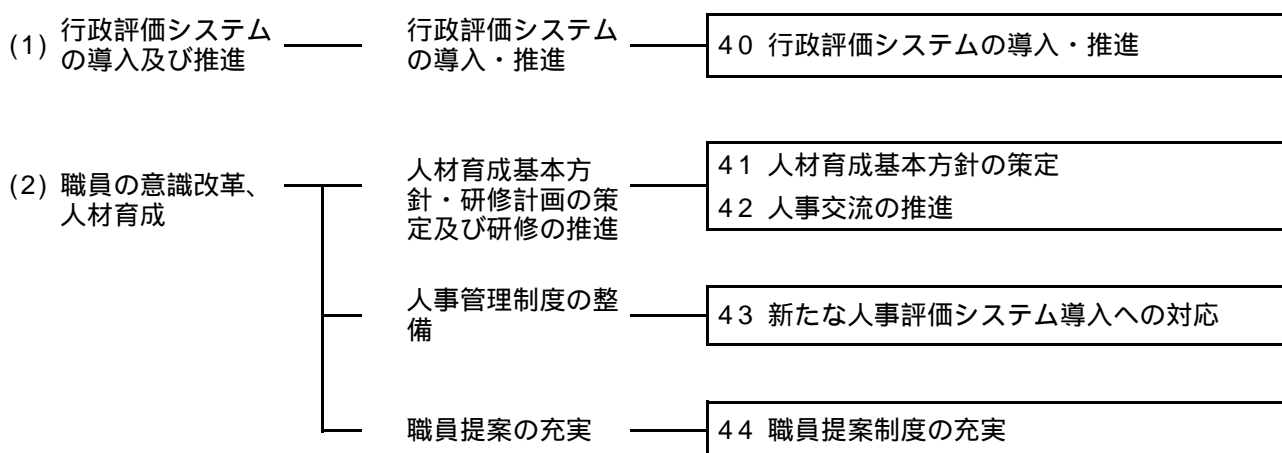 (1) 行政評価システム
の導入及び推進
行政評価システム
の導入・推進
40 行政評価システムの導入・推進
(2) 職員の意識改革、
人材育成
人材育成基本方
針・研修計画の策
定及び研修の推進
41 人材育成基本方針の策定
42 人事交流の推進
人事管理制度の整
備
43 新たな人事評価システム導入への対応
職員提案の充実
44 職員提案制度の充実